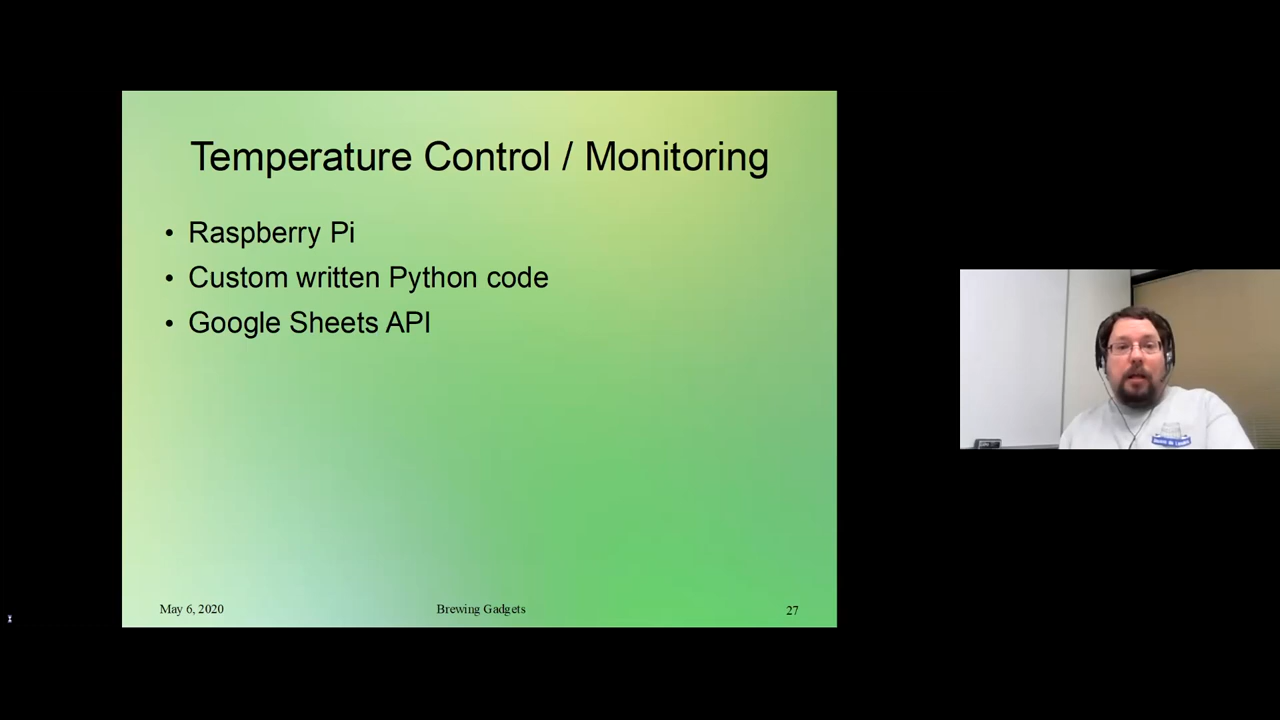 Temperature Control / Monitoring
• Raspberry Pi
• Custom written Python code
• Google Sheets API
May 6, 2020 Brewing Gadgets 27